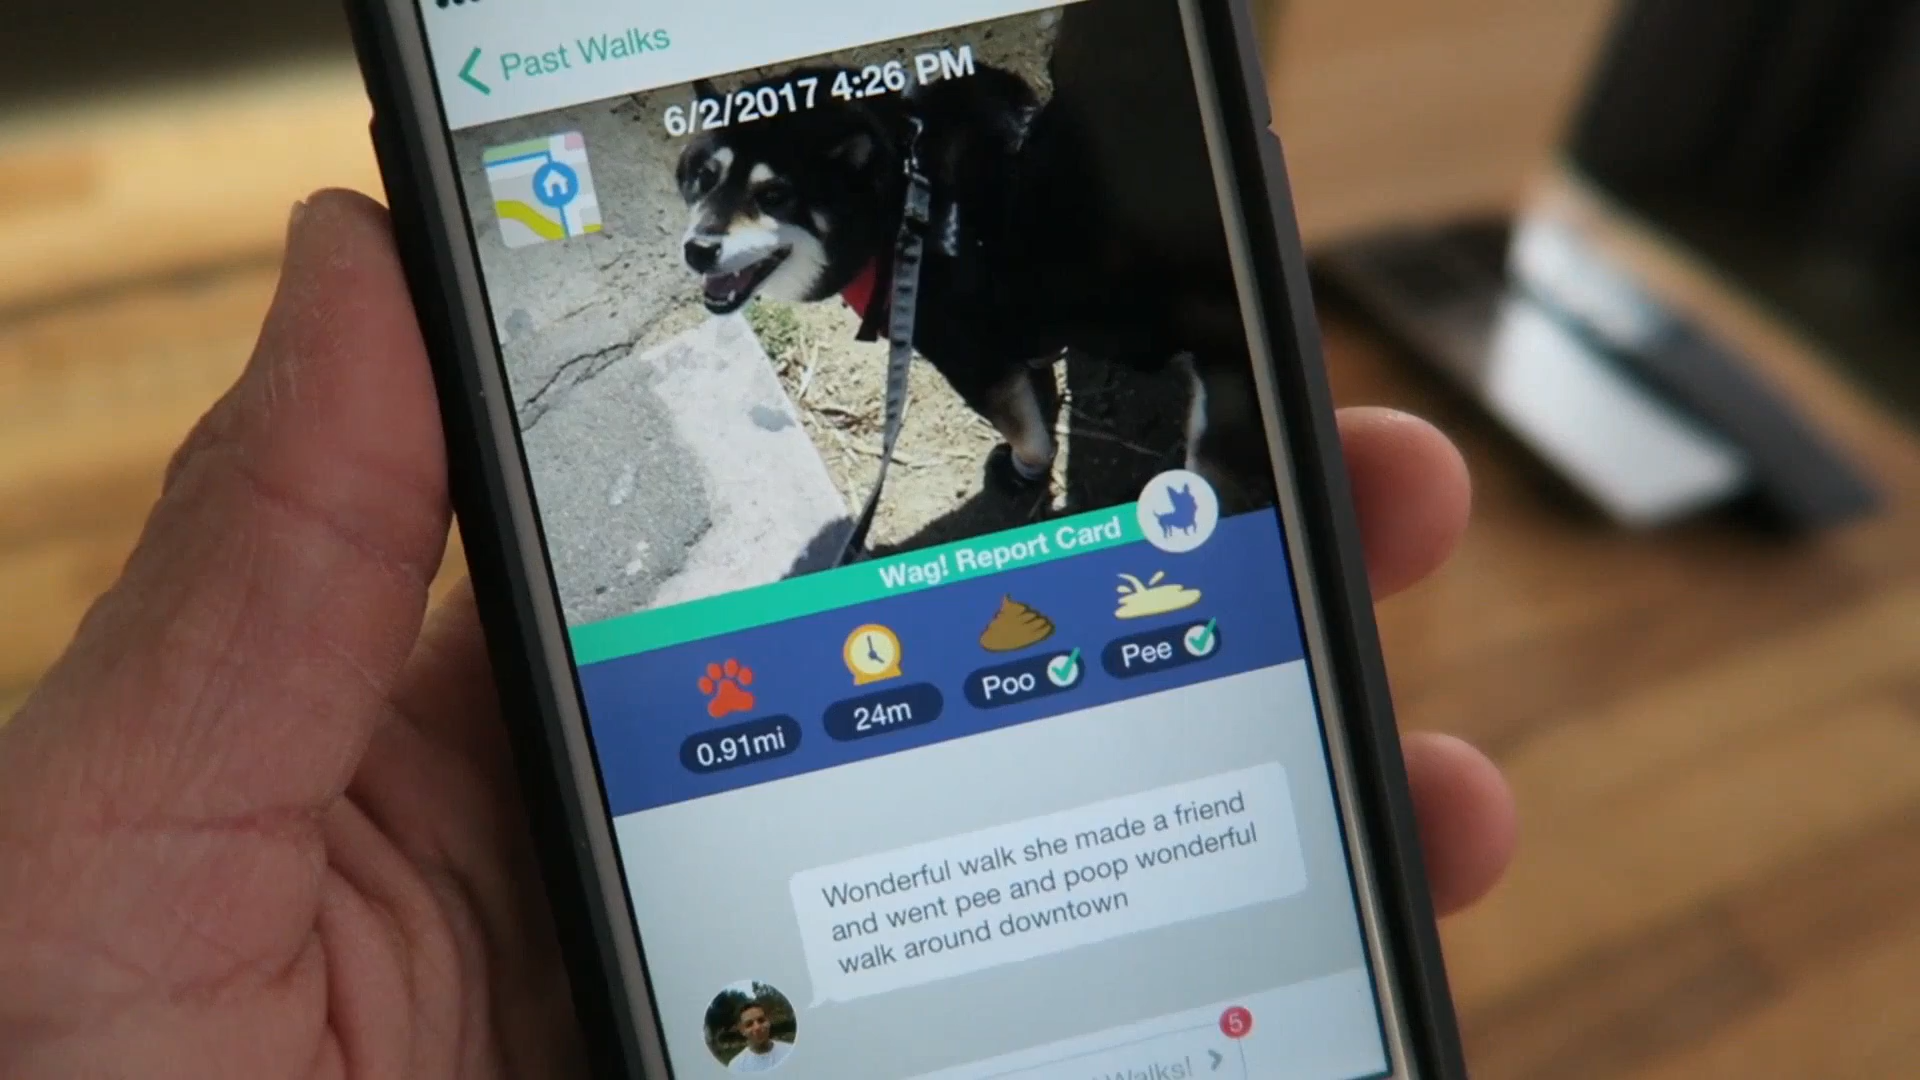 Past Walks
6/2/2017 4:26 PM
Wag! Report Card
0.91mi
24m
Poo
Pee
Wonderful walk she made a friend
and went pee and poop wonderful
walk around downtown
5
Walks!